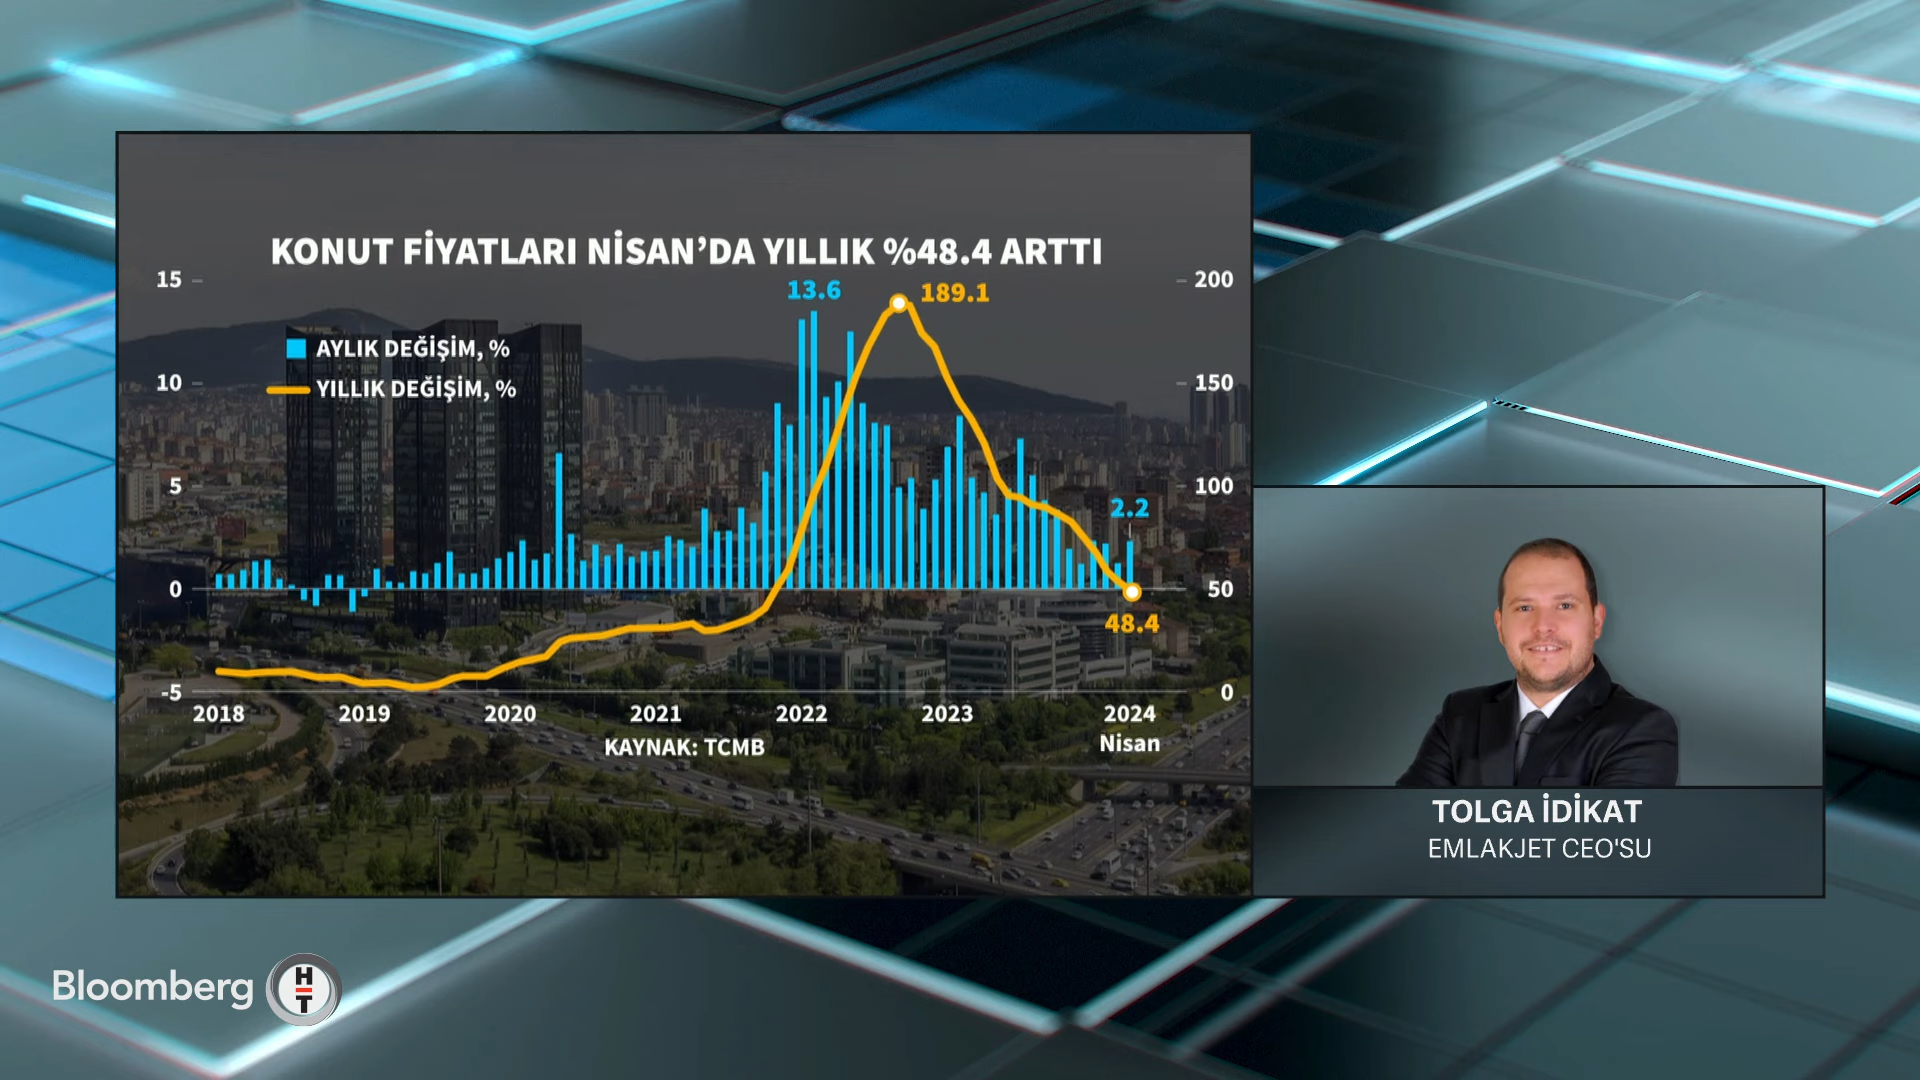 KONUT FİYATLARI NİSAN'DA YILLIK %48.4 ARTTI
15
200
13.6
189.1
AYLIK DEĞİŞİM, %
YILLIK DEĞİŞİM, %
10
150
5
100
2.2
0
50
48.4
-5
0
2018 2019 2020 2021 2022 2023 2024
Nisan
KAYNAK: TCMB
TOLGA İDİKAT
EMLAKJET CEO'SU
Bloomberg
H
T